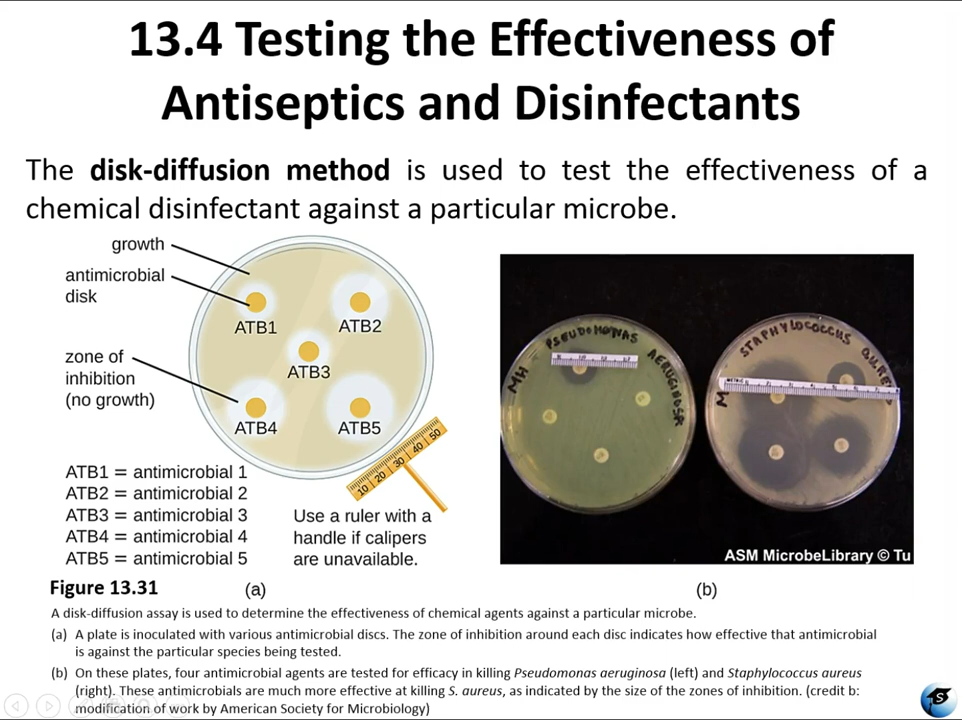 13.4 Testing the Effectiveness of
Antiseptics and Disinfectants
The disk-diffusion method is used to test the effectiveness of a
chemical disinfectant against a particular microbe.
growth
antimicrobial
disk
ATB1
ATB2
zone of
inhibition
(no growth)
ATB3
ATB4
ATB5
10 20 30 40 50
ATB1 = antimicrobial 1
ATB2 = antimicrobial 2
ATB3 = antimicrobial 3
ATB4 = antimicrobial 4
ATB5 = antimicrobial 5
Use a ruler with a
handle if calipers
are unavailable.
MH PSEUDOMONAS AERUGINOSA
M STAPHYLOCOCCUS
METRIC
ASM MicrobeLibrary © Tu
Figure 13.31
(a)
(b)
A disk-diffusion assay is used to determine the effectiveness of chemical agents against a particular microbe.
(a) A plate is inoculated with various antimicrobial discs. The zone of inhibition around each disc indicates how effective that antimicrobial
is against the particular species being tested.
(b) On these plates, four antimicrobial agents are tested for efficacy in killing Pseudomonas aeruginosa (left) and Staphylococcus aureus
(right). These antimicrobials are much more effective at killing S. aureus, as indicated by the size of the zones of inhibition. (credit b:
modification of work by American Society for Microbiology)
S